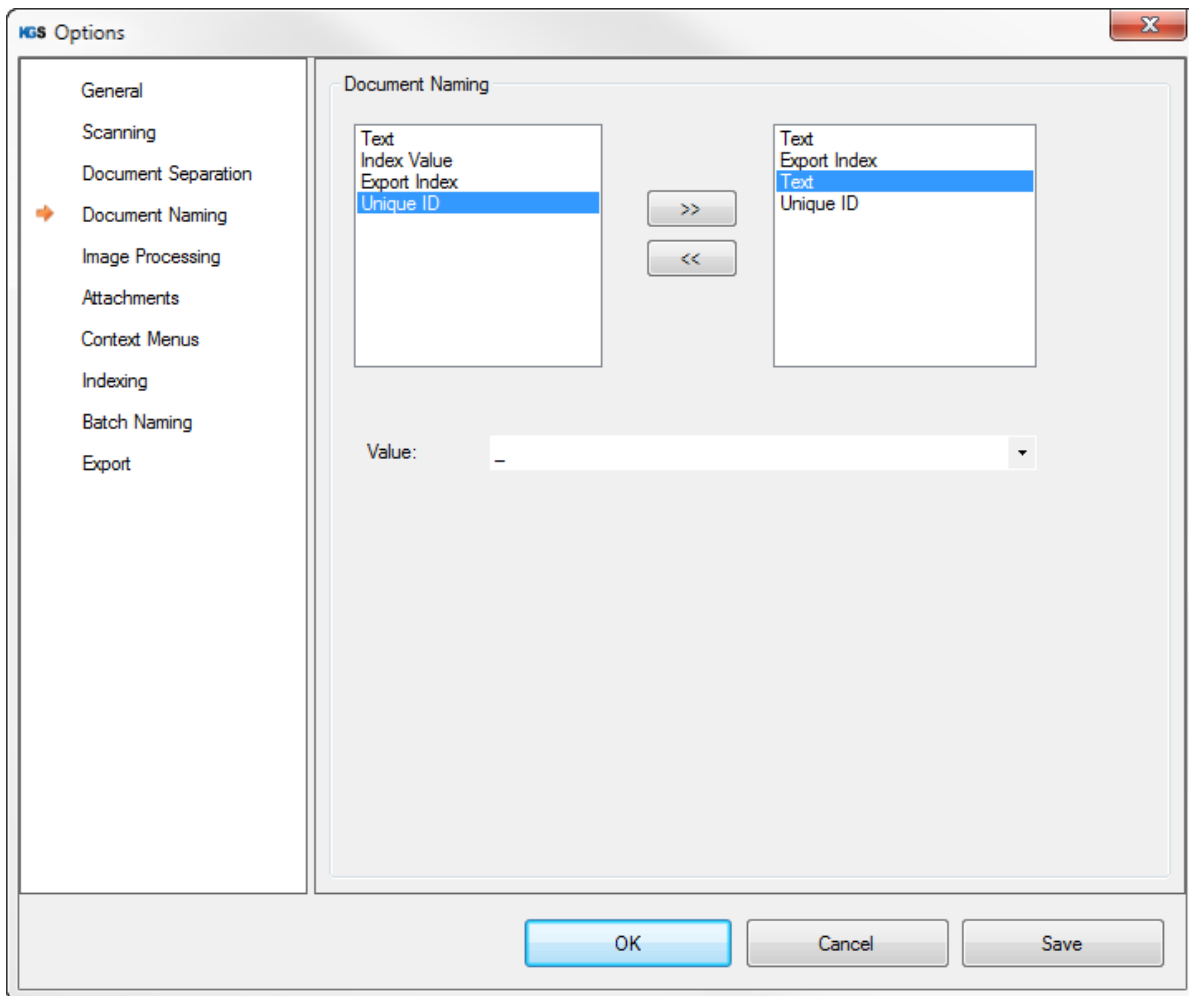 KGS Options
X
General
Scanning
Document Separation
Document Naming
Image Processing
Attachments
Context Menus
Indexing
Batch Naming
Export
Document Naming
Text
Index Value
Export Index
Unique ID
>>
<<
Text
Export Index
Text
Unique ID
Value: _
OK Cancel Save